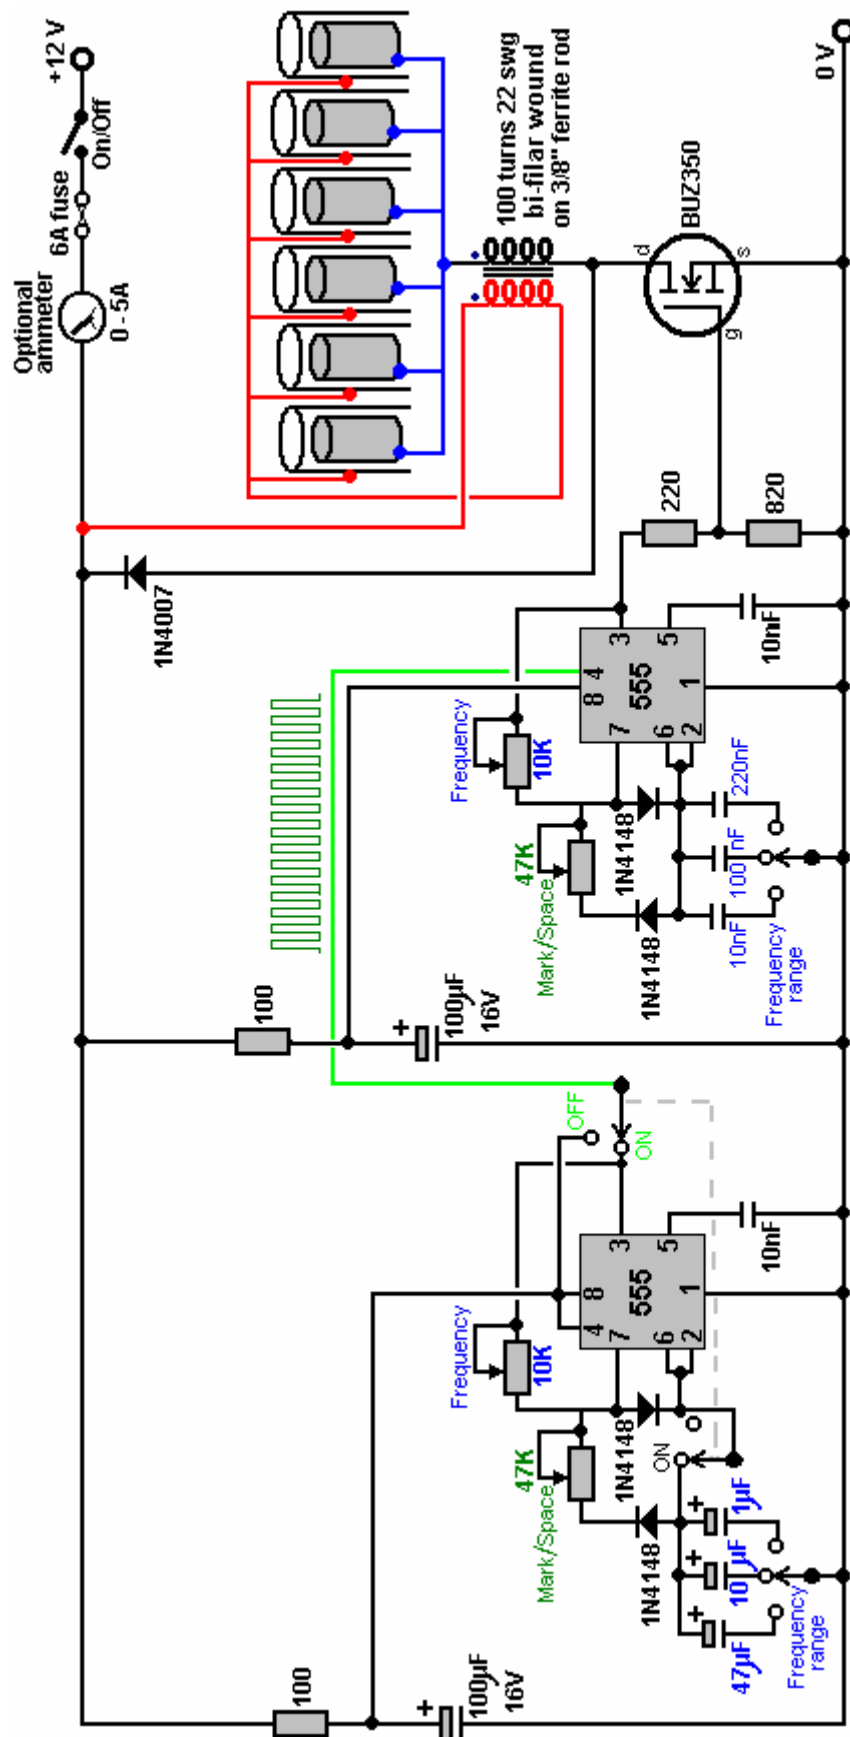 +12 V
On/Off
6A fuse
Optional
ammeter
0 - 5A
100 turns 22 swg
bi-filar wound
on 3/8" ferrite rod
0 V
BUZ350
d
s
g
1N4007
220
820
Frequency
10K
47K
Mark/Space
1N4148
1N4148
3
4
8
7
5
555
6
2
1
10nF
220nF
100 nF
10nF
Frequency
range
100
+
100µF
16V
OFF
ON
Frequency
10K
47K
Mark/Space
1N4148
1N4148
3
8
4
7
5
555
6
2
1
10nF
ON
+
1µF
+
10 µF
+
47µF
Frequency
range
100
+
100µF
16V